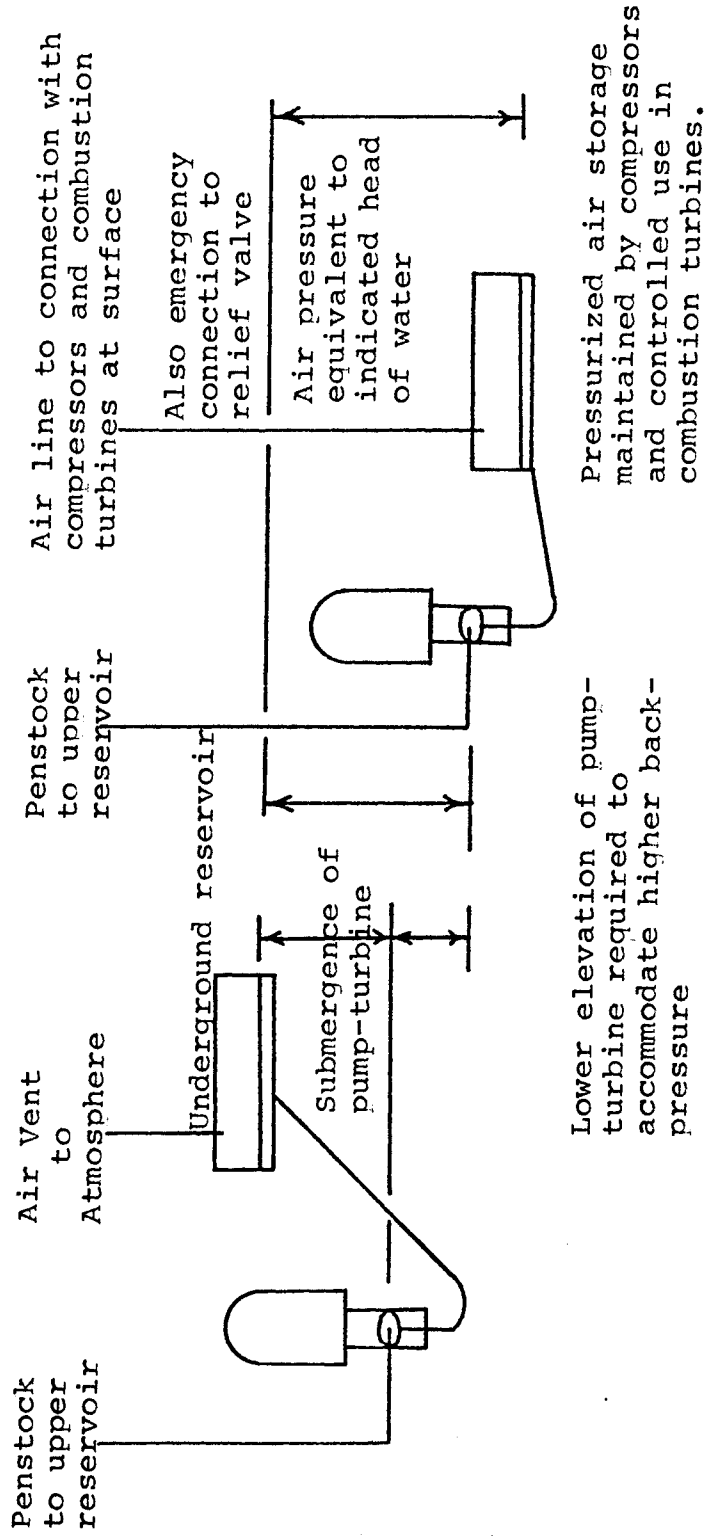 Penstock
to upper
reservoir
Air Vent
to
Atmosphere
Underground reservoir
Submergence of
pump-turbine
Penstock
to upper
reservoir
Air line to connection with
compressors and combustion
turbines at surface
Also emergency
connection to
relief valve
Air pressure
equivalent to
indicated head
of water
Lower elevation of pump-
turbine required to
accommodate higher back-
pressure
Pressurized air storage
maintained by compressors
and controlled use in
combustion turbines.